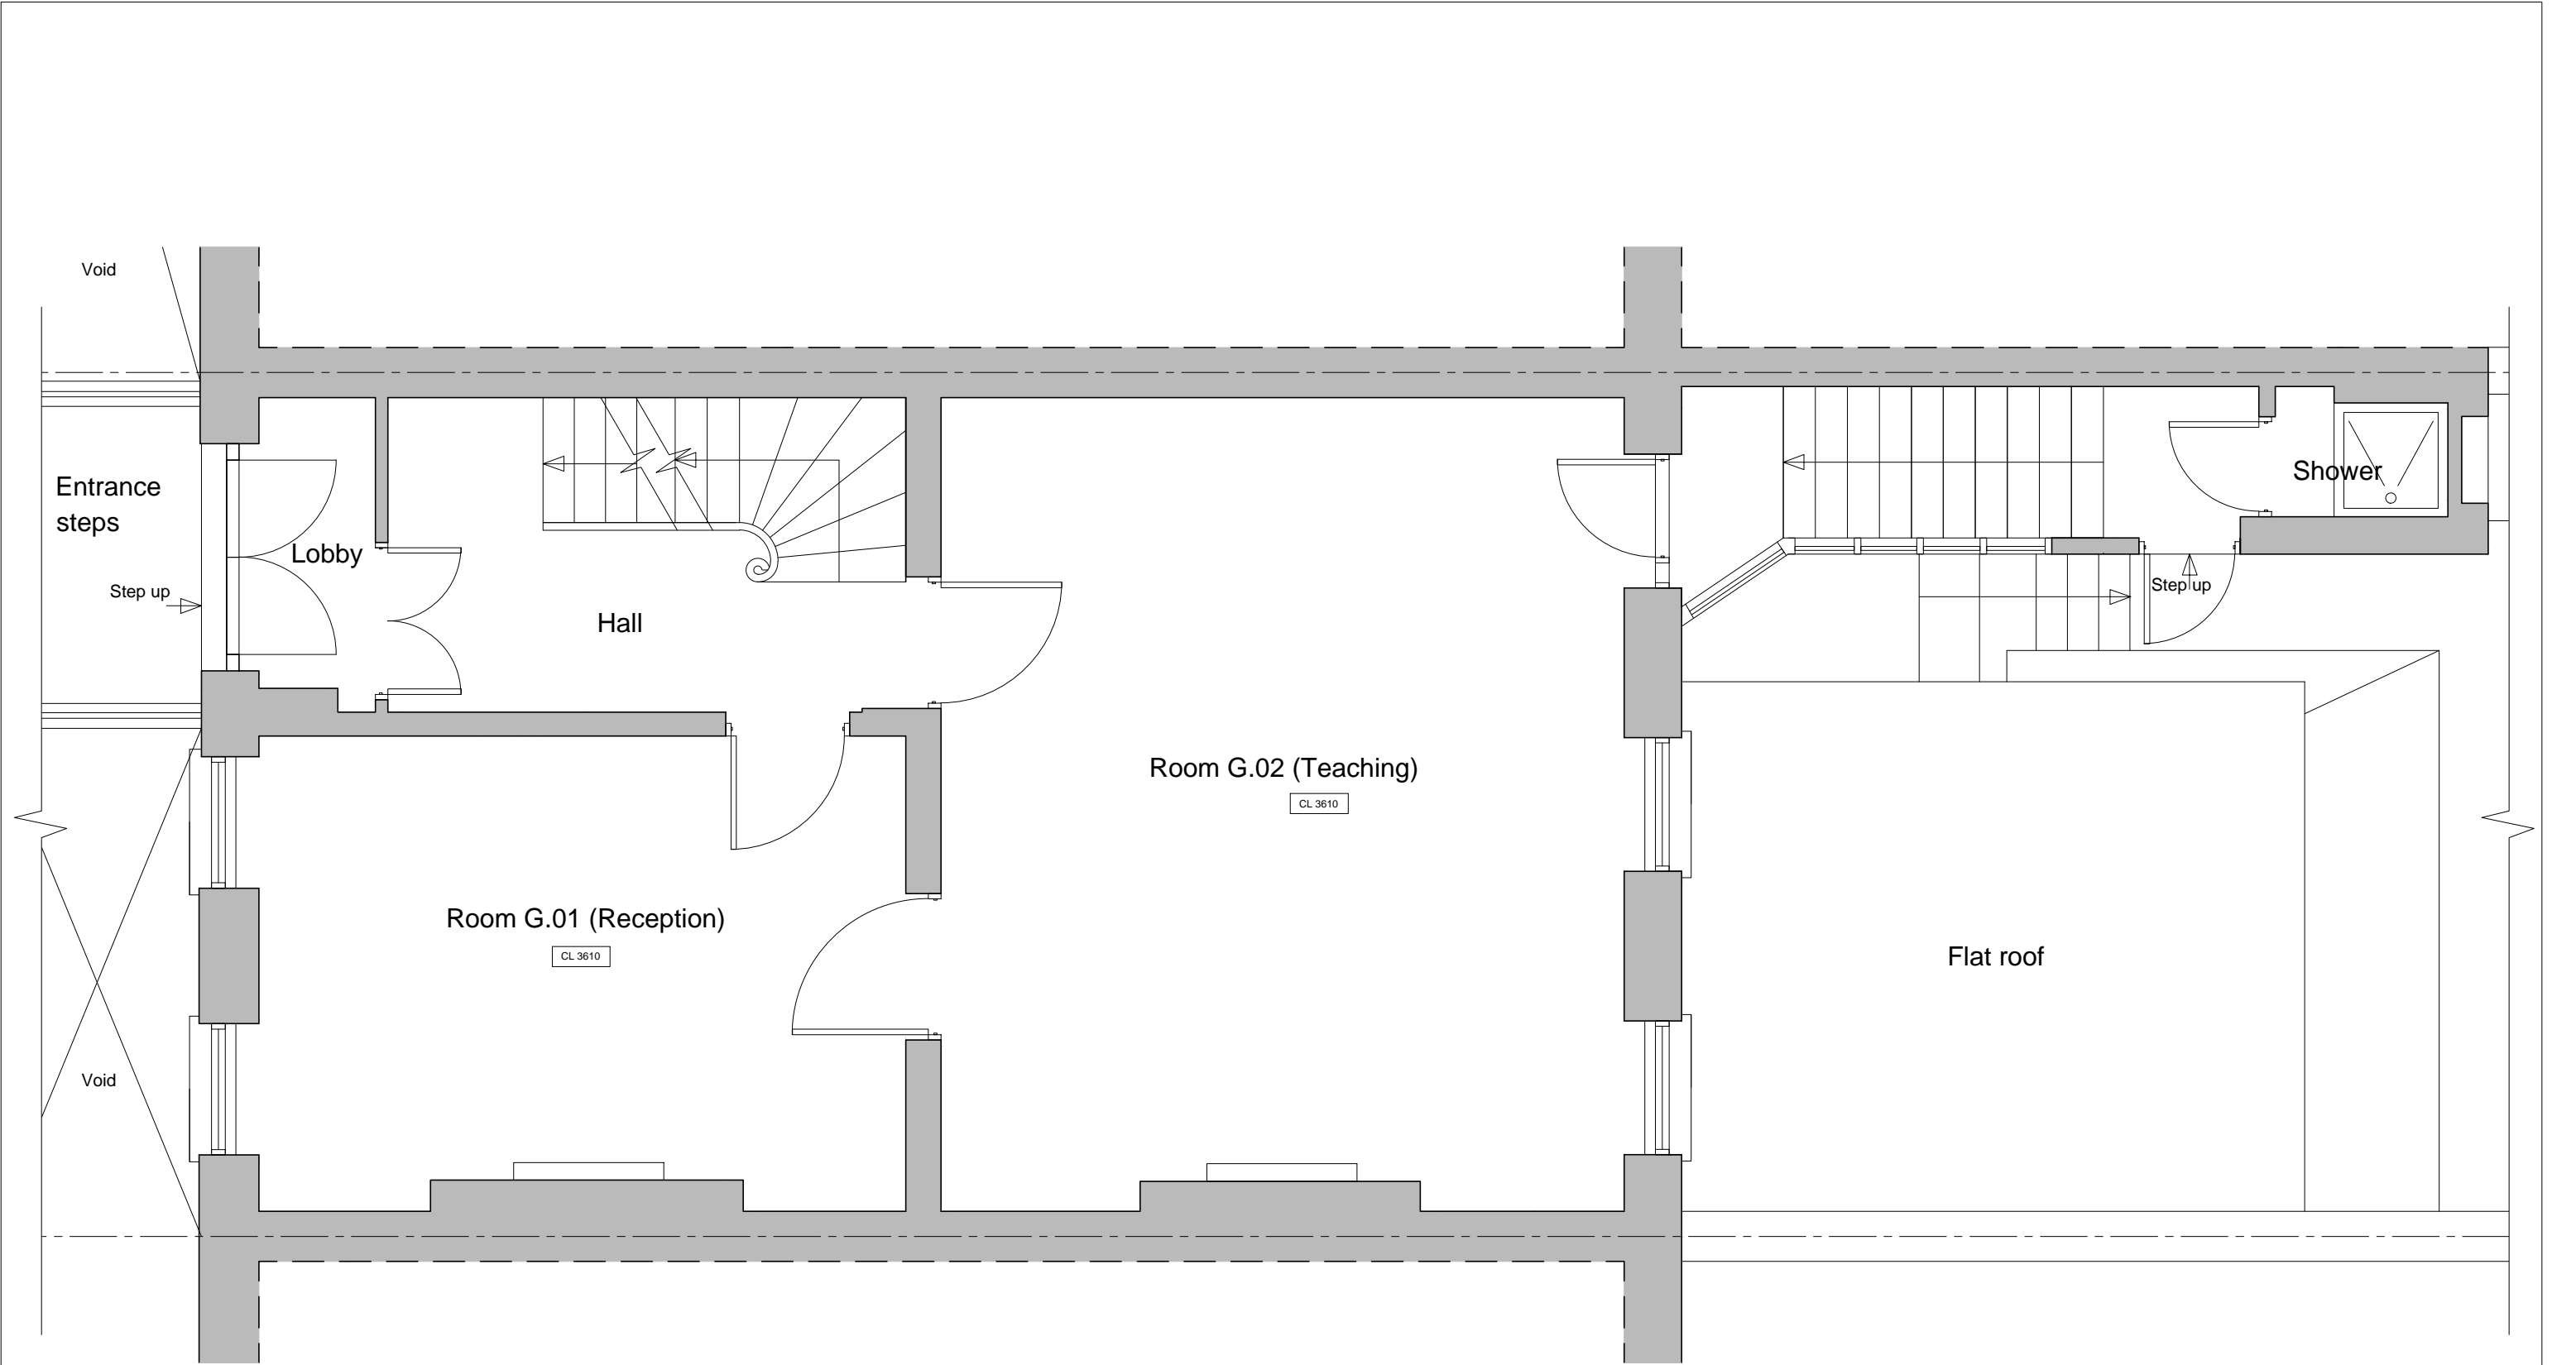 Void
Entrance
steps
Lobby
Shower
Step up
Step up
Hall
Room G.02 (Teaching)
CL 3610
Room G.01 (Reception)
CL 3610
Flat roof
Void